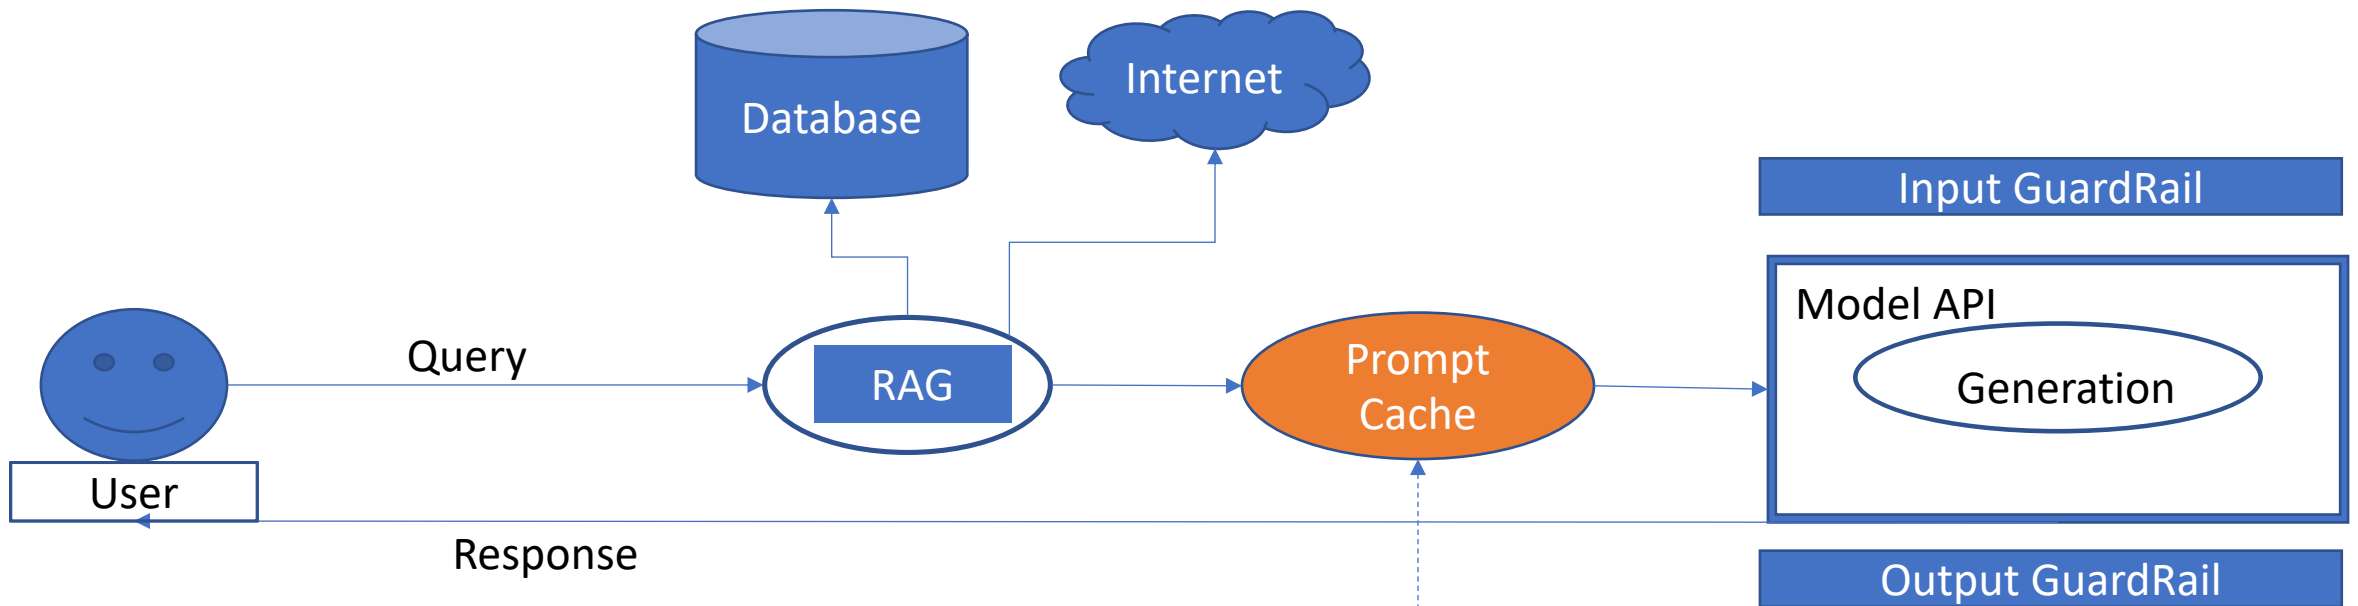 Database
Internet
Input GuardRail
Model API
Query
RAG
Prompt
Cache
Generation
User
Response
Output GuardRail